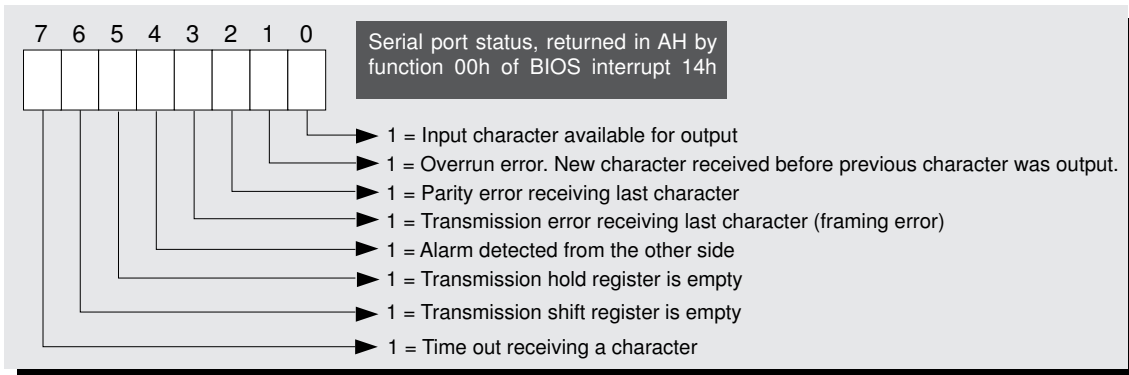 7 6 5 4 3 2 1 0
Serial port status, returned in AH by
function 00h of BIOS interrupt 14h
1 = Input character available for output
1 = Overrun error. New character received before previous character was output.
1 = Parity error receiving last character
1 = Transmission error receiving last character (framing error)
1 = Alarm detected from the other side
1 = Transmission hold register is empty
1 = Transmission shift register is empty
1 = Time out receiving a character